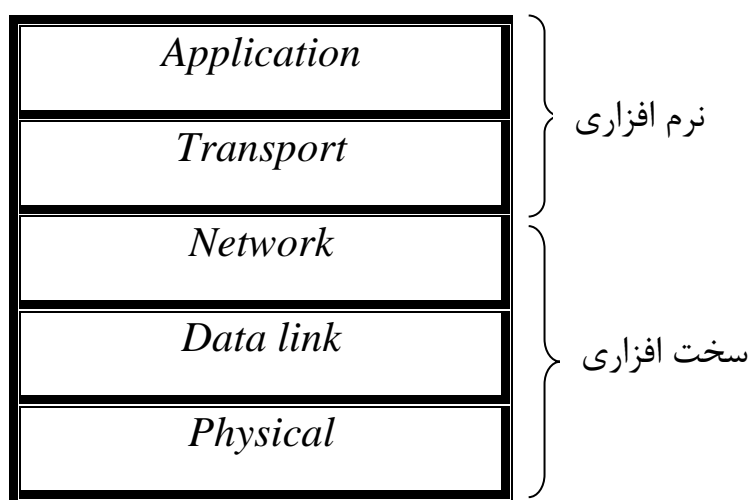 Application
نرم افزاری
Transport
Network
Data link
سخت افزاری
Physical